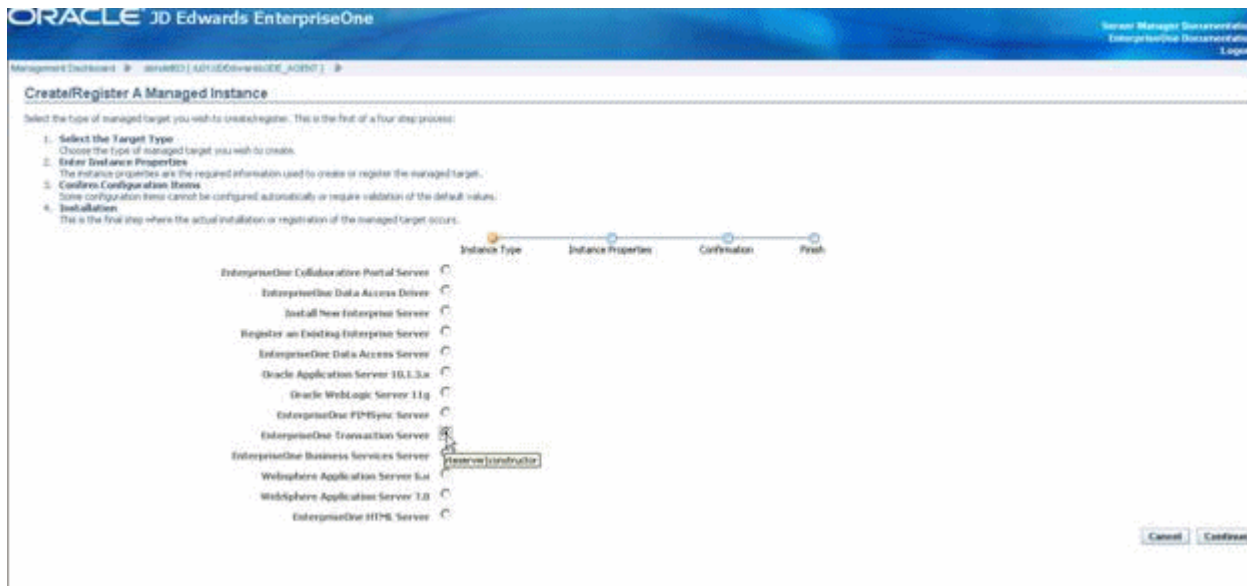 ORACLE JD Edwards EnterpriseOne
Server Manager Documentatio
EnterpriseOne Documentatio
Logou
Management Dashboard
Create/Register A Managed Instance
Select the type of managed target you wish to create/register. This is the first of a four step process:
1. Select the Target Type
Choose the type of managed target you wish to create.
2. Enter Instance Properties
The instance properties are the required information used to create or register the managed target.
3. Confirm Configuration Items
Some configuration items cannot be configured automatically or require validation of the default values.
4. Installation
This is the final step where the actual installation or registration of the managed target occurs.
Instance Type Instance Properties Confirmation Finish
EnterpriseOne Collaborative Portal Server
EnterpriseOne Data Access Driver
Install New Enterprise Server
Register an Existing Enterprise Server
EnterpriseOne Data Access Server
Oracle Application Server 10.1.3.x
Oracle WebLogic Server 11g
EnterpriseOne PIMSync Server
EnterpriseOne Transaction Server
EnterpriseOne Business Services Server
Websphere Application Server 6.x
WebSphere Application Server 7.0
EnterpriseOne HTML Server
Cancel Continue